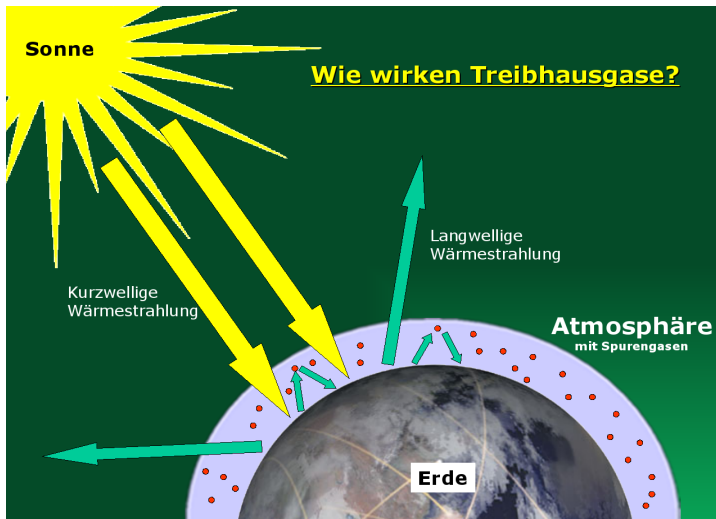 Sonne
Wie wirken Treibhausgase?
Langwellige
Wärmestrahlung
Kurzwellige
Wärmestrahlung
Atmosphäre
mit Spurengasen
Erde